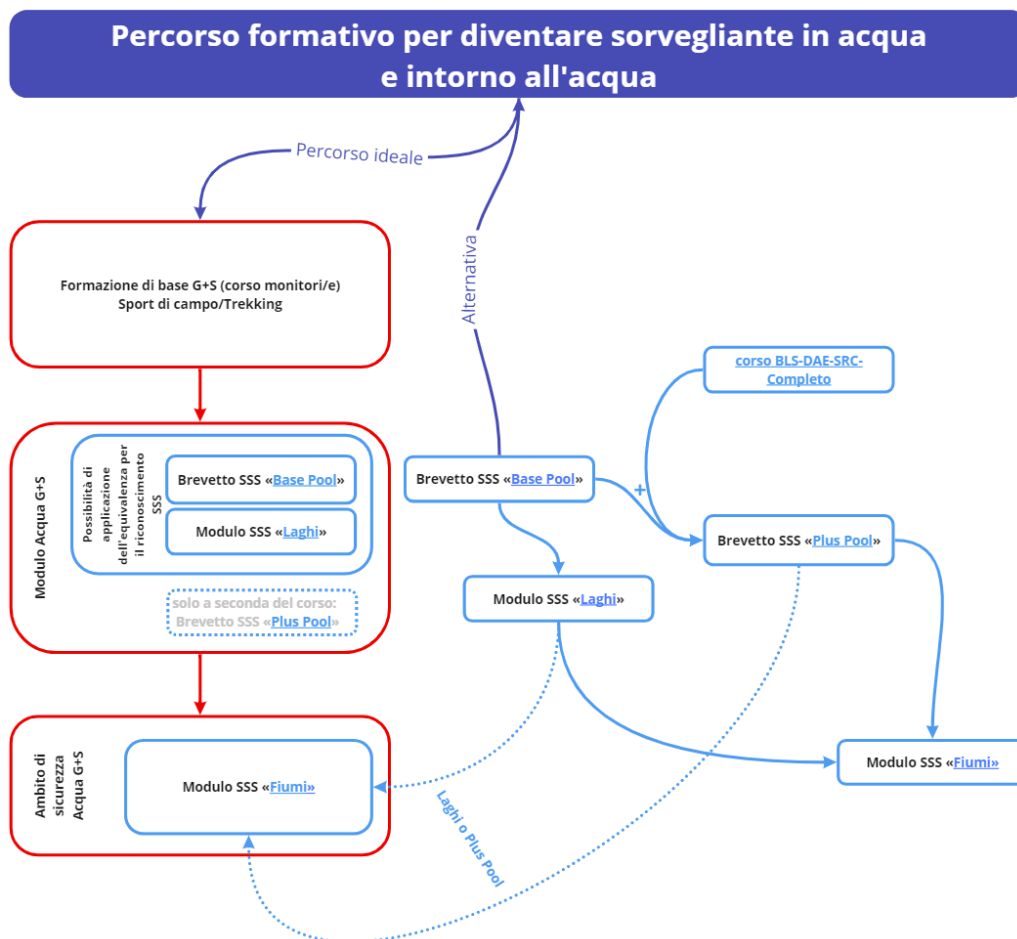 Percorso formativo per diventare sorvegliante in acqua
e intorno all'acqua
Percorso ideale
Alternativa
Formazione di base G+S (corso monitori/e)
Sport di campo/Trekking
corso BLS-DAE-SRC-
Completo
Modulo Acqua G+S
Possibilità di
applicazione
dell'equivalenza per
il riconoscimento
SSS
Brevetto SSS «Base Pool»
Modulo SSS «Laghi»
solo a seconda del corso:
Brevetto SSS «Plus Pool»
Brevetto SSS «Base Pool»
+
Brevetto SSS «Plus Pool»
Modulo SSS «Laghi»
Ambito di
sicurezza
Acqua G+S
Modulo SSS «Fiumi»
Laghi o Plus Pool
Modulo SSS «Fiumi»